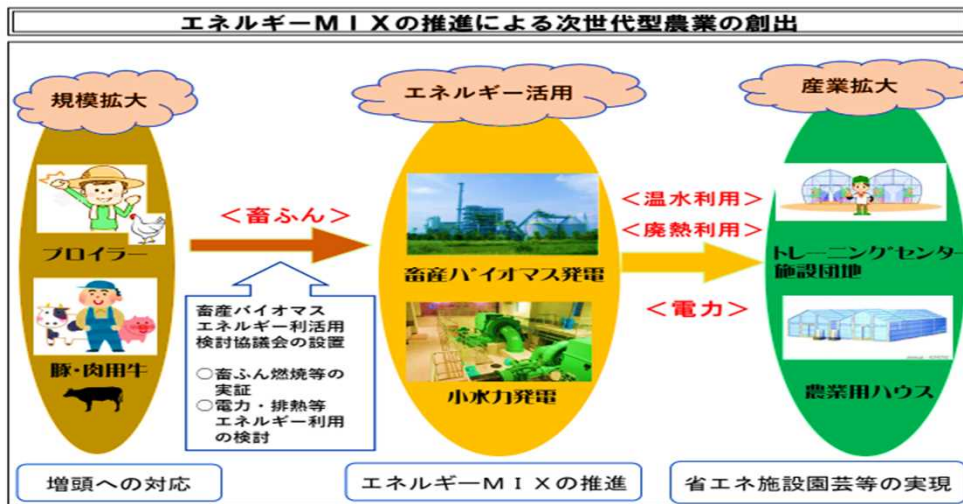 エネルギーMIXの推進による次世代型農業の創出
規模拡大
エネルギー活用
産業拡大
ブロイラー
豚・肉用牛
＜畜ふん＞
畜産バイオマス
エネルギー利活用
検討協議会の設置
○畜ふん燃焼等の
実証
○電力・排熱等
エネルギー利用
の検討
畜産バイオマス発電
小水力発電
＜温水利用＞
＜廃熱利用＞
＜電力＞
トレーニングセンター
施設団地
農業用ハウス
増頭への対応
エネルギーMIXの推進
省エネ施設園芸等の実現